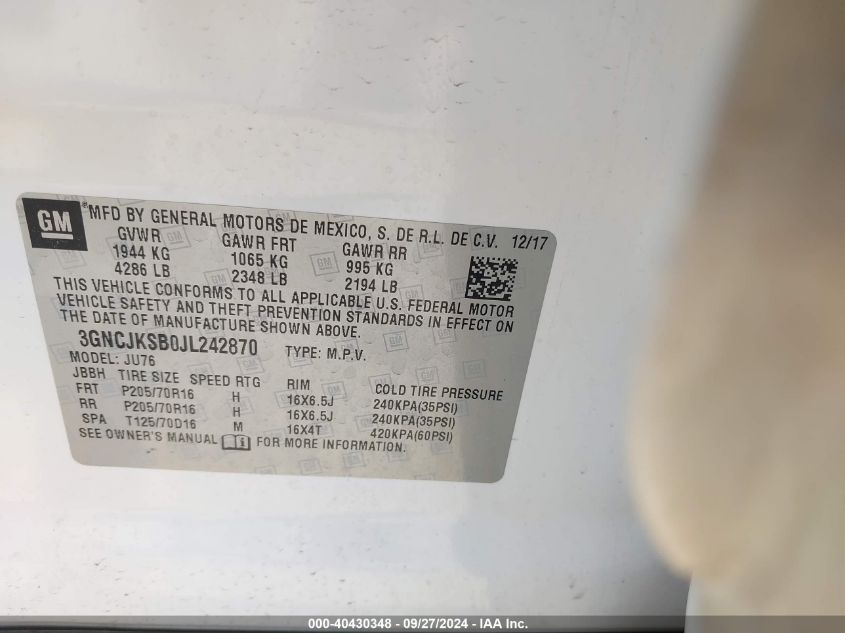 GM
®MFD BY GENERAL MOTORS DE MEXICO, S. DE R.L. DE C.V. 12/17
GVWR GAWR FRT GAWR RR
1944 KG 1065 KG 995 KG
4286 LB 2348 LB 2194 LB
THIS VEHICLE CONFORMS TO ALL APPLICABLE U.S. FEDERAL MOTOR
VEHICLE SAFETY AND THEFT PREVENTION STANDARDS IN EFFECT ON
THE DATE OF MANUFACTURE SHOWN ABOVE.
3GNCJKSB0JL242870 TYPE: M.P.V.
MODEL: JU76
JBBH TIRE SIZE SPEED RTG RIM COLD TIRE PRESSURE
FRT P205/70R16 H 16X6.5J 240KPA(35PSI)
RR P205/70R16 H 16X6.5J 240KPA(35PSI)
SPA T125/70D16 M 16X4T 420KPA(60PSI)
SEE OWNER'S MANUAL FOR MORE INFORMATION.
000-40430348 - 09/27/2024 - IAA Inc.